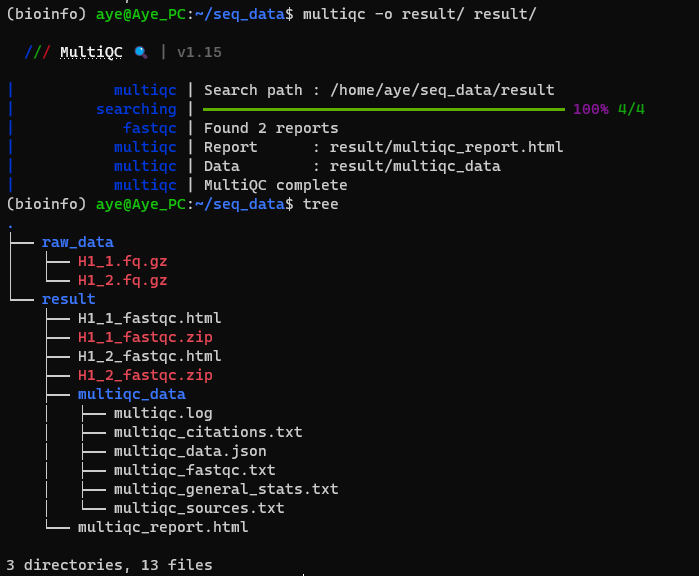 (bioinfo) aye@Aye_PC:~/seq_data$ multiqc -o result/ result/
/// MultiQC 🔍 | v1.15
|           multiqc | Search path : /home/aye/seq_data/result
|         searching | ━━━━━━━━━━━━━━━━━━━━━━━━━━━━━━━━━━━━━━━━ 100% 4/4
|            fastqc | Found 2 reports
|           multiqc | Report      : result/multiqc_report.html
|           multiqc | Data        : result/multiqc_data
|           multiqc | MultiQC complete
(bioinfo) aye@Aye_PC:~/seq_data$ tree
.
├── raw_data
│   ├── H1_1.fq.gz
│   └── H1_2.fq.gz
└── result
    ├── H1_1_fastqc.html
    ├── H1_1_fastqc.zip
    ├── H1_2_fastqc.html
    ├── H1_2_fastqc.zip
    ├── multiqc_data
    │   ├── multiqc.log
    │   ├── multiqc_citations.txt
    │   ├── multiqc_data.json
    │   ├── multiqc_fastqc.txt
    │   ├── multiqc_general_stats.txt
    │   └── multiqc_sources.txt
    └── multiqc_report.html
3 directories, 13 files